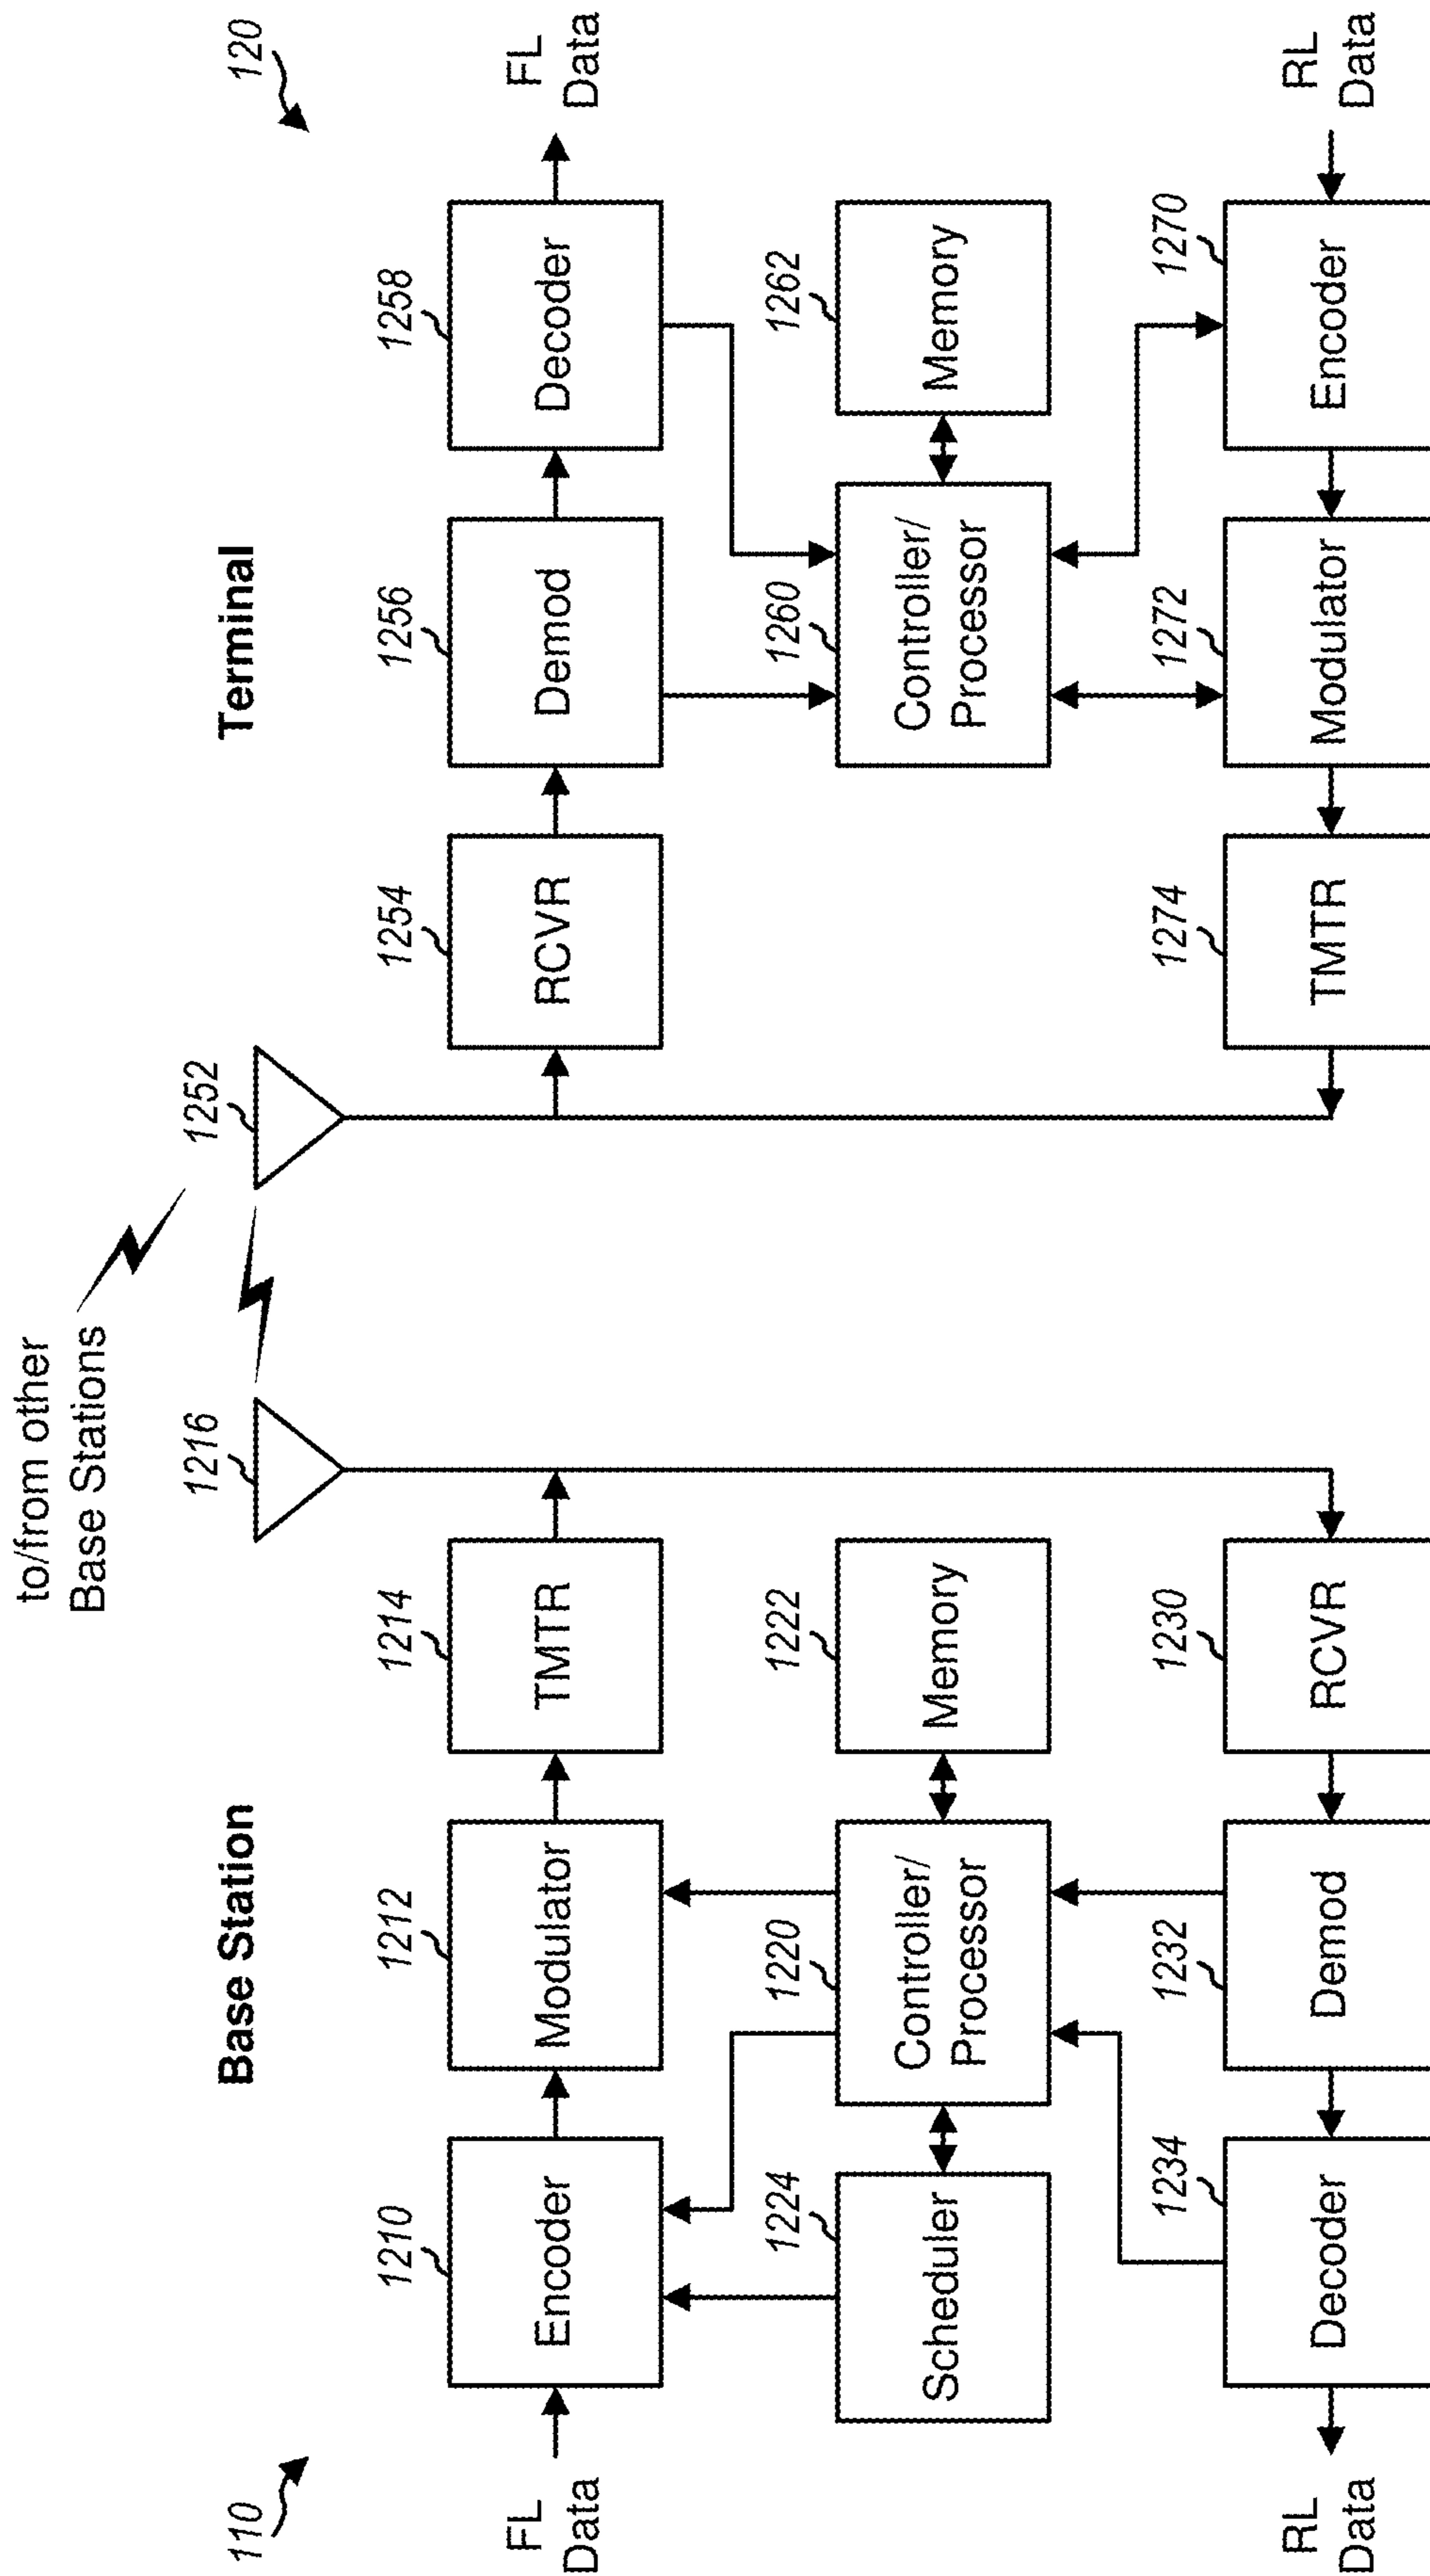 to/from other
Base Stations
110
Base Station
1216
1252
Terminal
120
FL
Data
1210
Encoder
1212
Modulator
1214
TMTR
1254
RCVR
1256
Demod
1258
Decoder
FL
Data
1224
Scheduler
1220
Controller/
Processor
1222
Memory
1260
Controller/
Processor
1262
Memory
RL
Data
1234
Decoder
1232
Demod
1230
RCVR
1274
TMTR
1272
Modulator
1270
Encoder
RL
Data